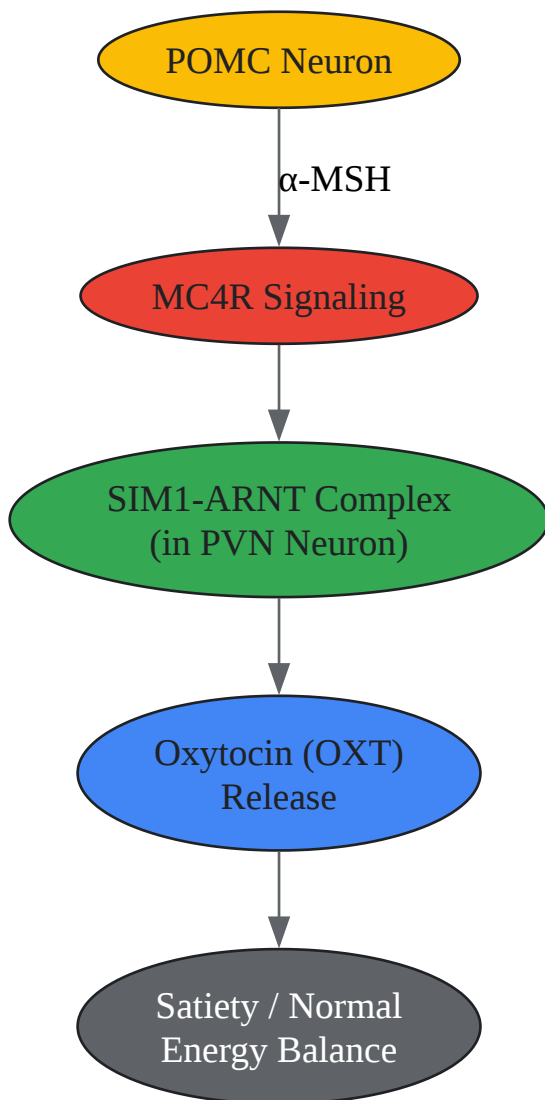 POMC Neuron
α-MSH
MC4R Signaling
SIM1-ARNT Complex
(in PVN Neuron)
Oxytocin (OXT)
Release
Satiety / Normal
Energy Balance